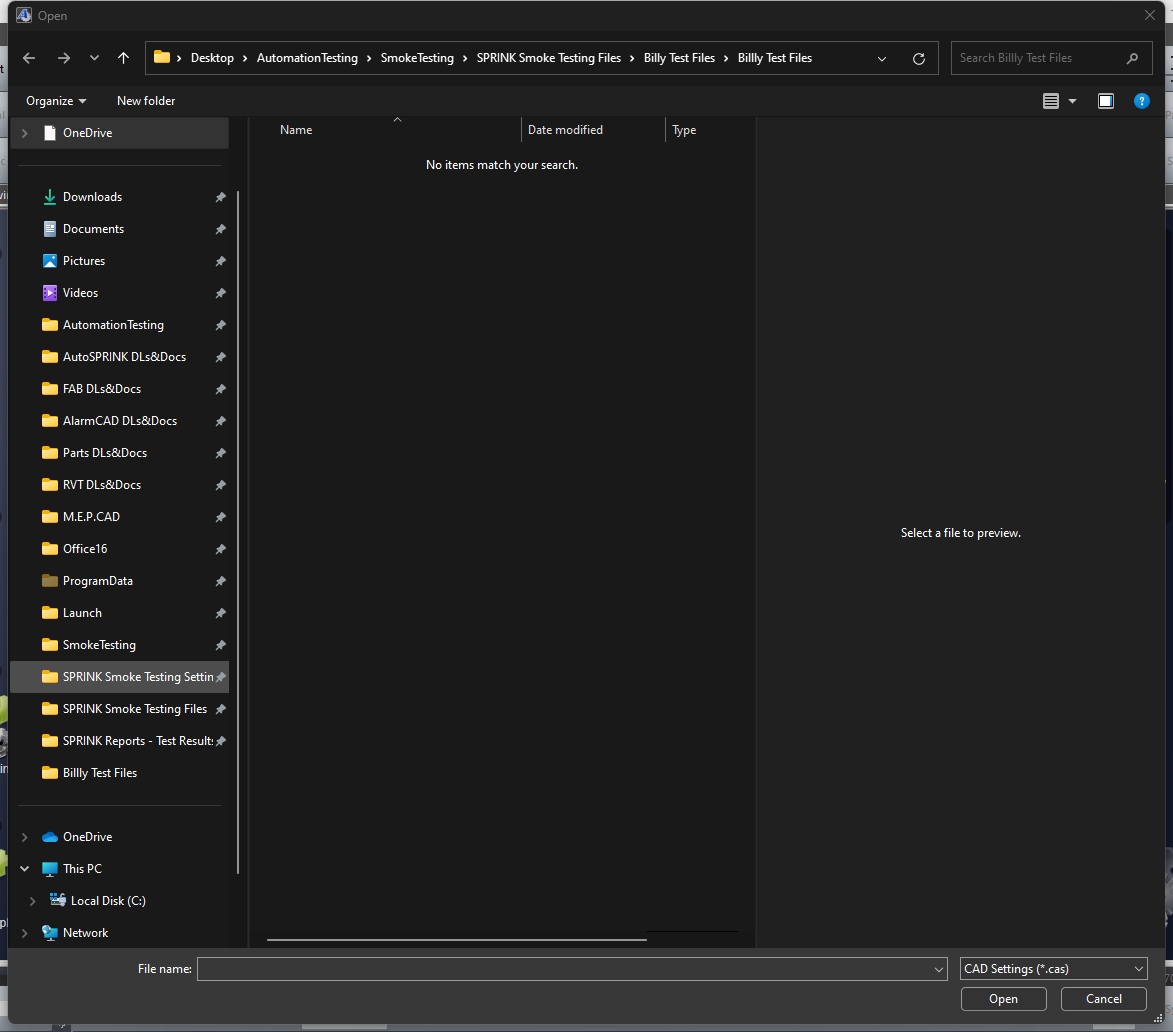 Open
Desktop > AutomationTesting > SmokeTesting > SPRINK Smoke Testing Files > Billy Test Files > Billly Test Files
Search Billly Test Files
Organize New folder
OneDrive
Name Date modified Type
No items match your search.
Downloads
Documents
Pictures
Videos
AutomationTesting
AutoSPRINK DLs&Docs
FAB DLs&Docs
AlarmCAD DLs&Docs
Parts DLs&Docs
RVT DLs&Docs
M.E.P.CAD
Office16
ProgramData
Launch
SmokeTesting
SPRINK Smoke Testing Settin
SPRINK Smoke Testing Files
SPRINK Reports - Test Results
Billly Test Files
OneDrive
This PC
Local Disk (C:)
Network
Select a file to preview.
File name:
CAD Settings (*.cas)
Open Cancel